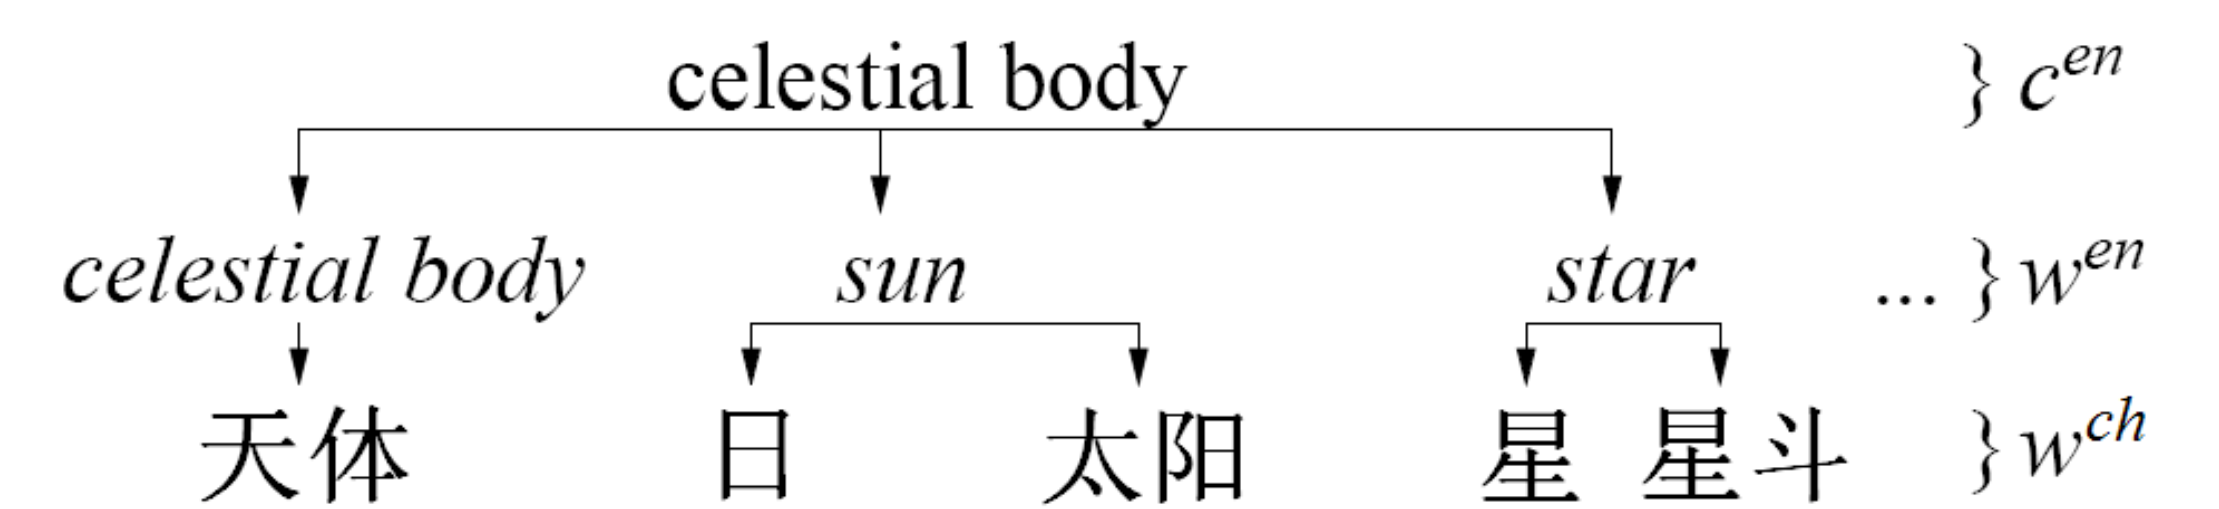 celestial body } c^en
celestial body sun star ... } w^en
天体 日 太阳 星 星斗 } w^ch